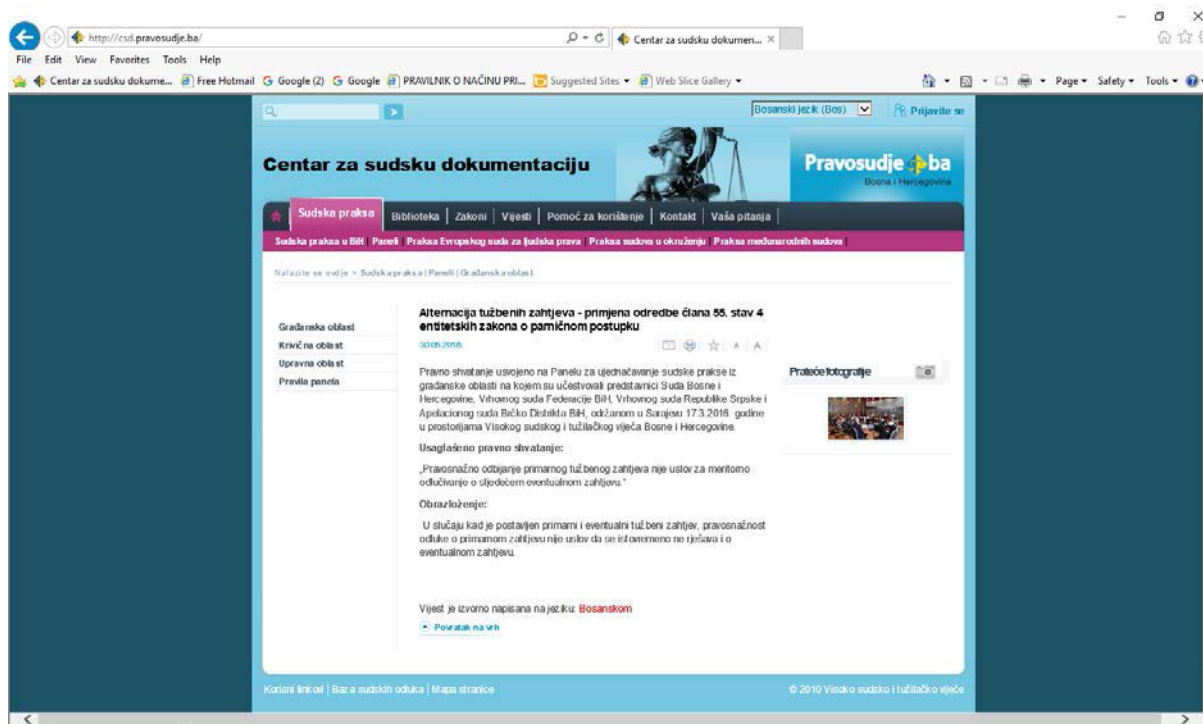 http://csd.pravosudje.ba/
Centar za sudsku dokumen...
File Edit View Favorites Tools Help
Centar za sudsku dokume... Free Hotmail Google (2) Google PRAVILNIK O NAČINU PRI... Suggested Sites Web Slice Gallery
Page Safety Tools
Bosanski jezik (Bos) Prijavite se
Centar za sudsku dokumentaciju
Pravosudje ba
Bosna i Hercegovina
Sudska praksa Biblioteka | Zakoni | Vijesti | Pomoć za korištenje | Kontakt | Vaša pitanja |
Sudska praksa u BiH | Paneli | Praksa Evropskog suda za ljudska prava | Praksa sudova u okruženju | Praksa međunarodnih sudova |
Nalazite se ovdje > Sudska praksa | Paneli | Građanska oblast
Građanska oblast
Krivična oblast
Upravna oblast
Pravila panela
Alternacija tužbenih zahtjeva - primjena odredbe člana 55. stav 4
entitetskih zakona o parničnom postupku
30.05.2016
A A
Pravno shvatanje usvojeno na Panelu za ujednačavanje sudske prakse iz
građanske oblasti na kojem su učestvovali predstavnici Suda Bosne i
Hercegovine, Vrhovnog suda Federacije BiH, Vrhovnog suda Republike Srpske i
Apelacionog suda Brčko Distrikta BiH, održanom u Sarajevu 17.3.2016. godine
u prostorijama Visokog sudskog i tužilačkog vijeća Bosne i Hercegovine.
Usaglašeno pravno shvatanje:
„Pravosnažno odbijanje primarnog tužbenog zahtjeva nije uslov za meritorno
odlučivanje o sljedećem eventualnom zahtjevu.“
Obrazloženje:
U slučaju kad je postavljen primarni i eventualni tužbeni zahtjev, pravosnažnost
odluke o primarnom zahtjevu nije uslov da se istovremeno ne rješava i o
eventualnom zahtjevu.
Vijest je izvorno napisana na jeziku: Bosanskom
Povratak na vrh
Prateće fotografije
Korisni linkovi | Baza sudskih odluka | Mapa stranice
© 2010 Visoko sudsko i tužilačko vijeće